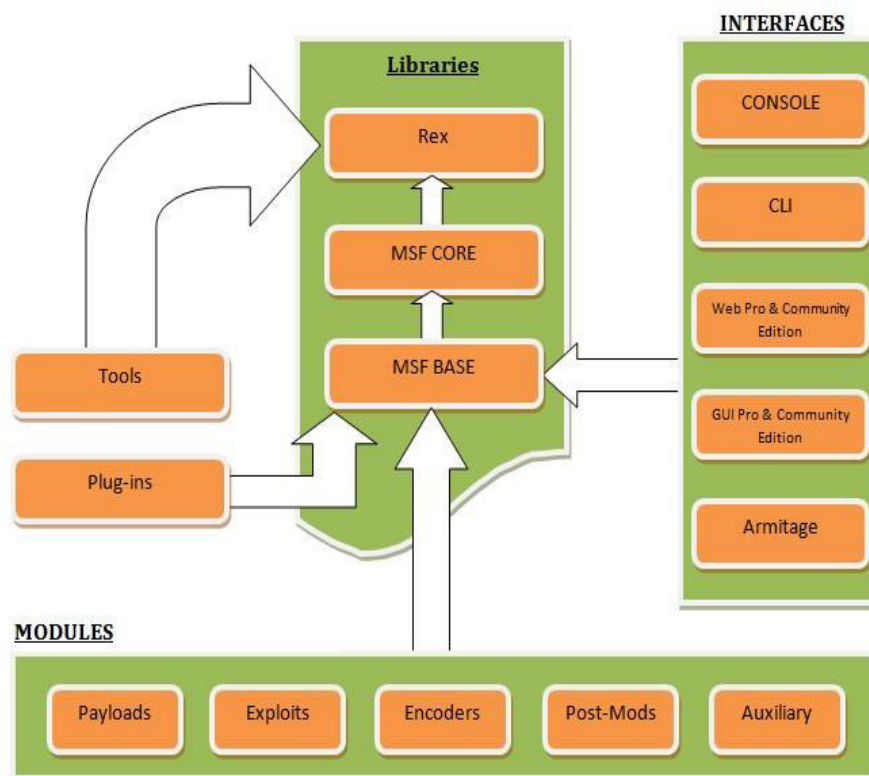 INTERFACES
Libraries
CONSOLE
Rex
CLI
MSF CORE
Web Pro & Community
Edition
MSF BASE
Tools
GUI Pro & Community
Edition
Plug-ins
Armitage
MODULES
Payloads
Exploits
Encoders
Post-Mods
Auxiliary